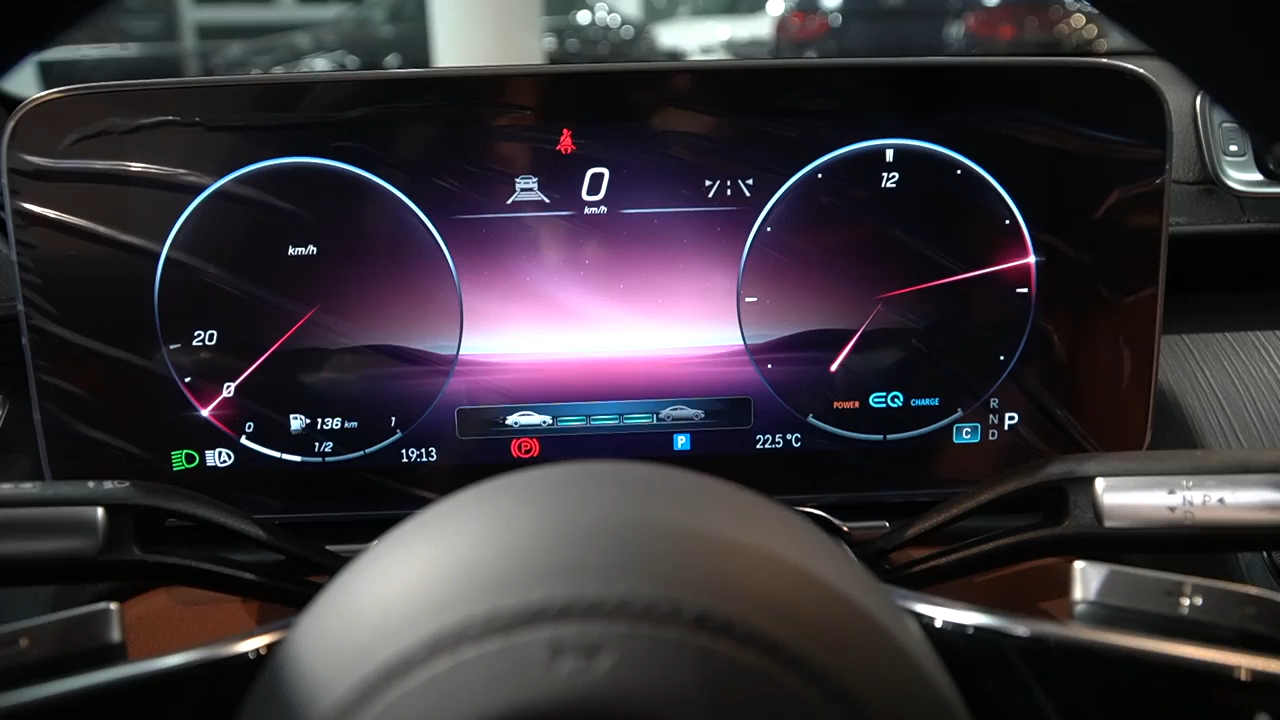 0
km/h
12
km/h
20
0
0
136 km
1
1/2
19:13
A
P
P
22.5 °C
POWER EQ CHARGE
C
R
N
D
P
N P